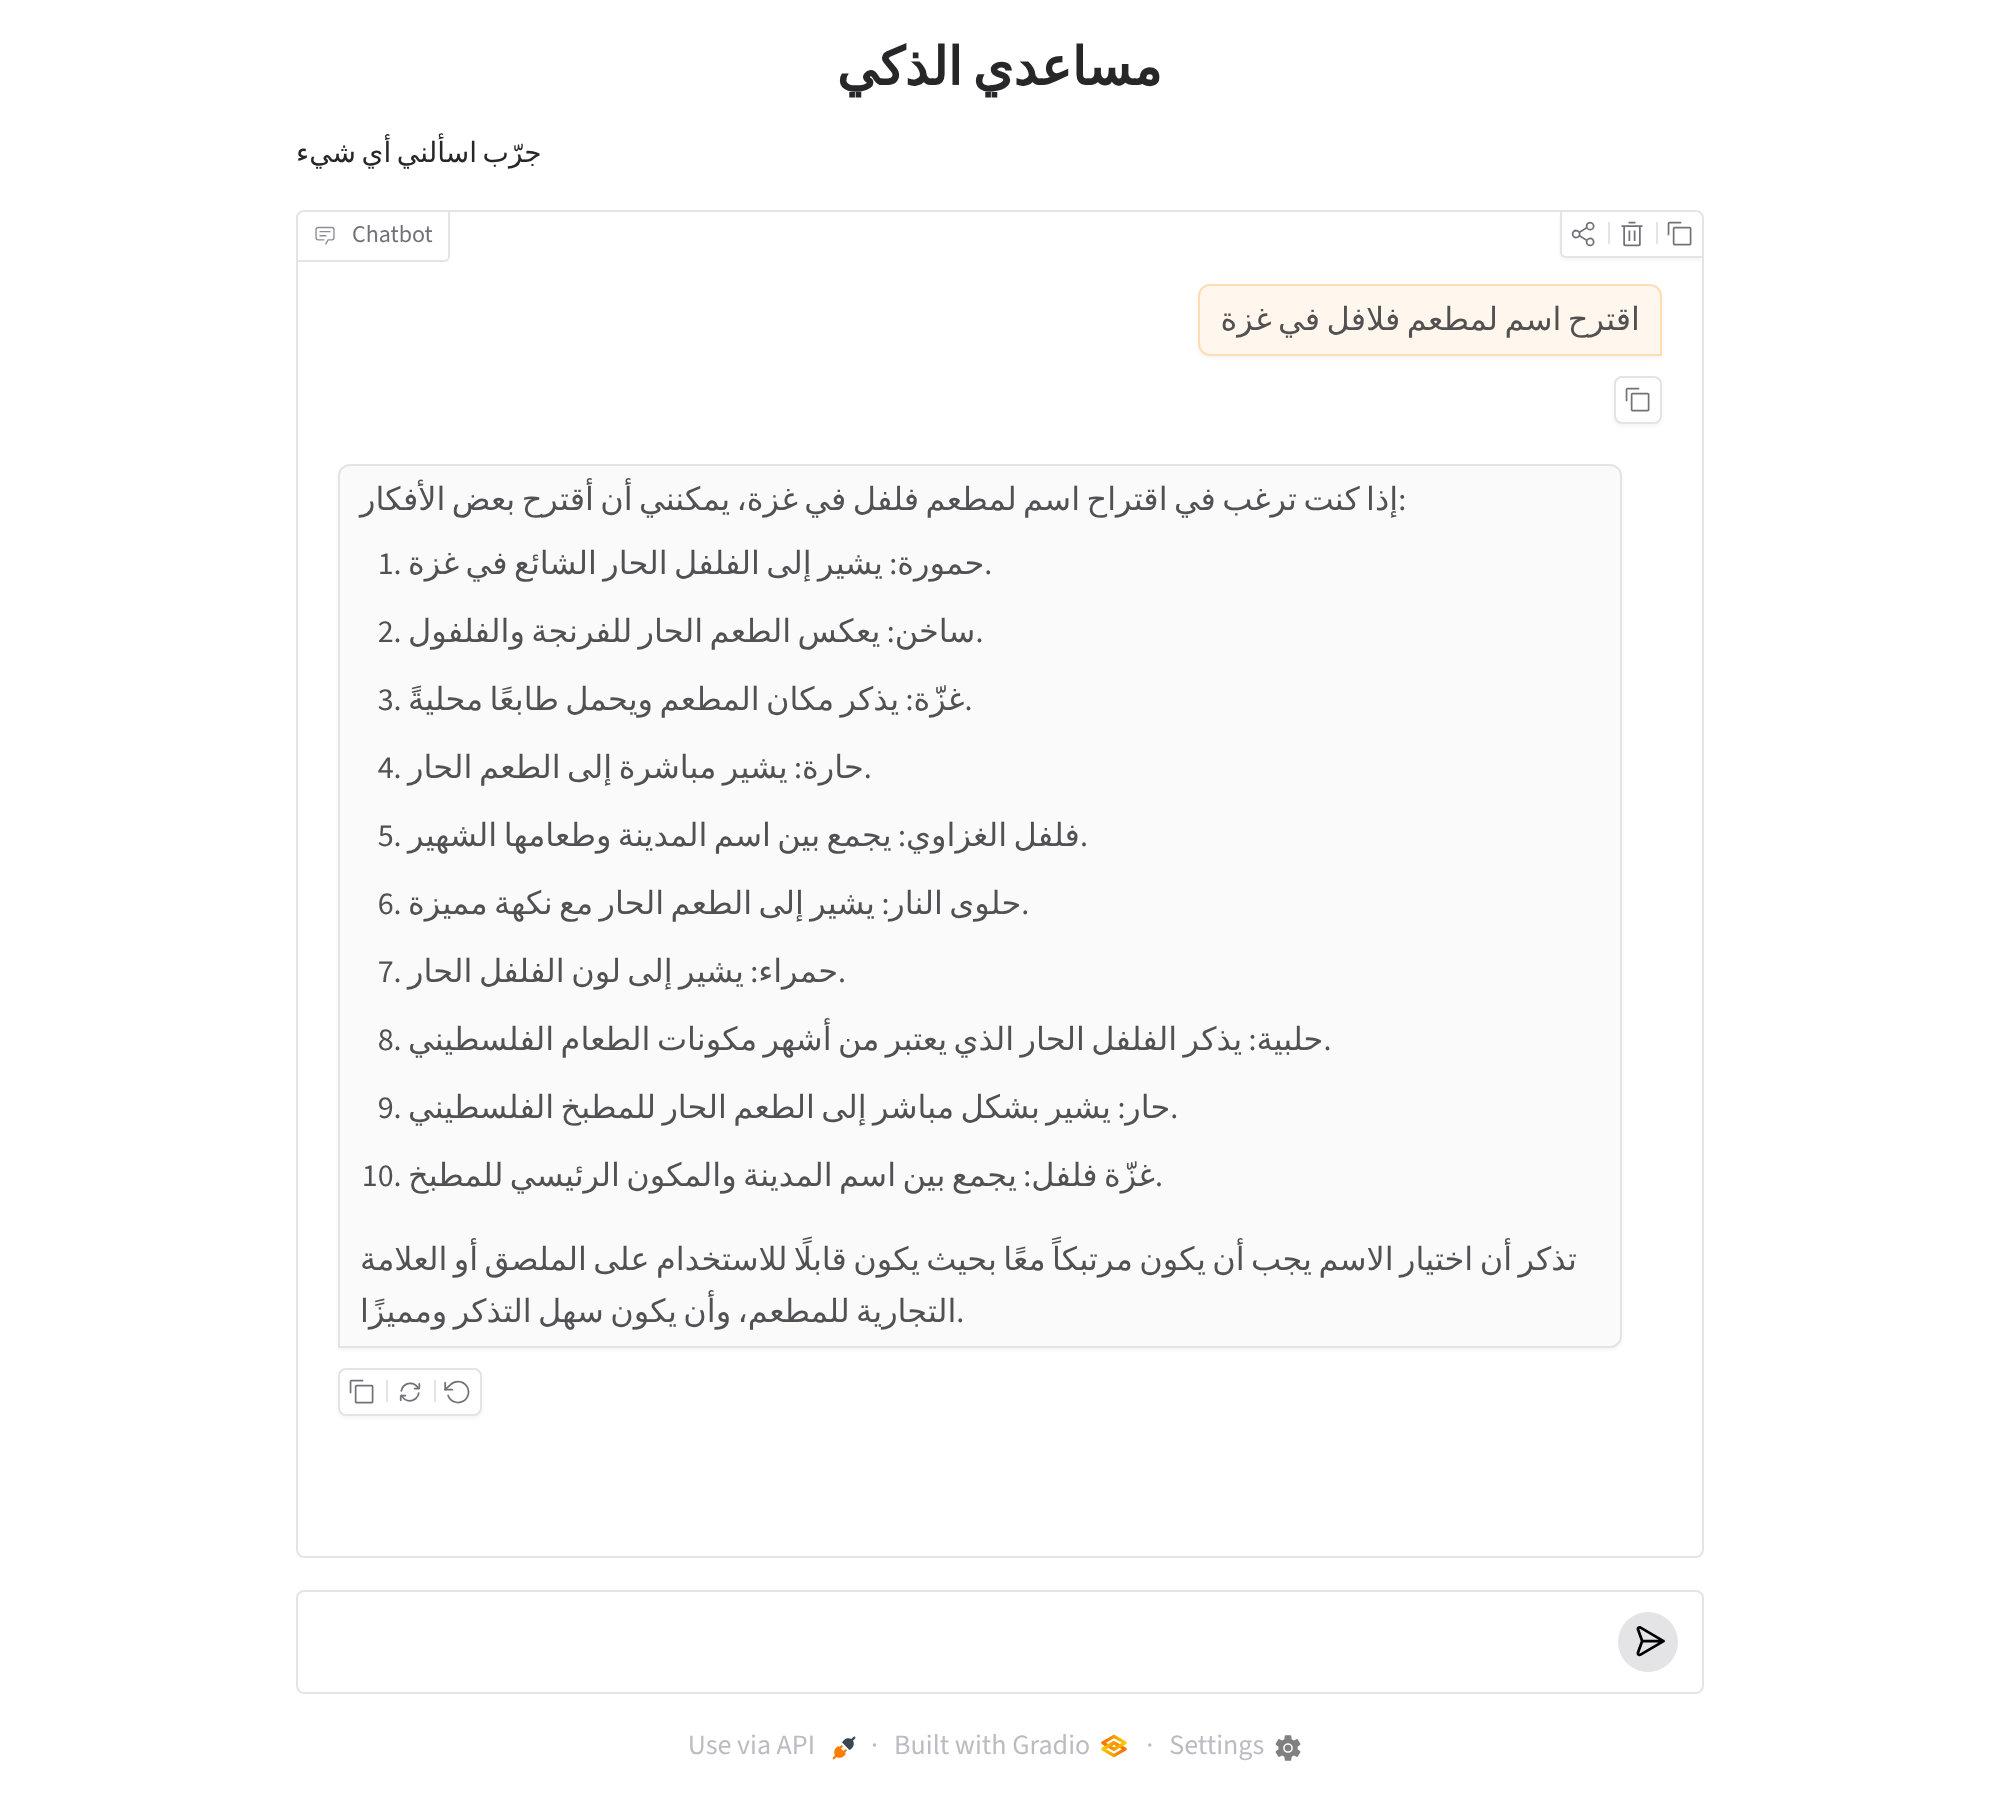 مساعدي الذكي
جرّب اسألني أي شيء
Chatbot
اقترح اسم لمطعم فلافل في غزة
إذا كنت ترغب في اقتراح اسم لمطعم فلفل في غزة، يمكنني أن أقترح بعض الأفكار:
1. حمورة: يشير إلى الفلفل الحار الشائع في غزة.
2. ساخن: يعكس الطعم الحار للفرنجة والفلفول.
3. غزّة: يذكر مكان المطعم ويحمل طابعًا محليةً.
4. حارة: يشير مباشرة إلى الطعم الحار.
5. فلفل الغزاوي: يجمع بين اسم المدينة وطعامها الشهير.
6. حلوى النار: يشير إلى الطعم الحار مع نكهة مميزة.
7. حمراء: يشير إلى لون الفلفل الحار.
8. حلبية: يذكر الفلفل الحار الذي يعتبر من أشهر مكونات الطعام الفلسطيني.
9. حار: يشير بشكل مباشر إلى الطعم الحار للمطبخ الفلسطيني.
10. غزّة فلفل: يجمع بين اسم المدينة والمكون الرئيسي للمطبخ.
تذكر أن اختيار الاسم يجب أن يكون مرتبكاً معًا بحيث يكون قابلًا للاستخدام على الملصق أو العلامة
التجارية للمطعم، وأن يكون سهل التذكر ومميزًا.
Use via API · Built with Gradio · Settings